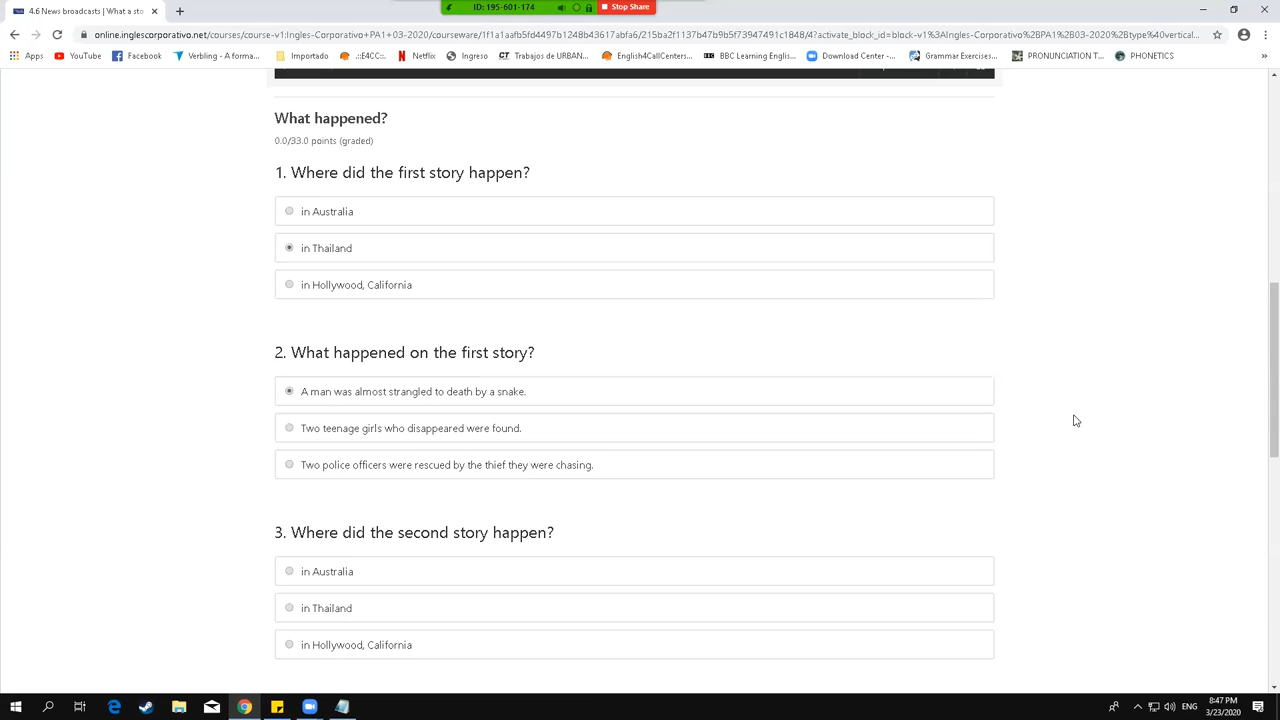 4.6 News broadcasts | What a sto
ID: 195-601-174
Stop Share
online.inglescorporativo.net/courses/course-v1:Ingles-Corporativo+PA1+03-2020/courseware/1f1a1aafb5fd4497b1248b43617abfa6/215ba2f1137b47b9b5f73947491c1848/4?activate_block_id=block-v1%3AIngles-Corporativo%2BPA1%2B03-2020%2Btype%40vertical...
Apps YouTube Facebook Verbling - A forma... Importado .::E4CC::. Netflix Ingreso Trabajos de URBAN... English4CallCenters... BBC Learning Englis... Download Center -... Grammar Exercises... PRONUNCIATION T... PHONETICS »
What happened?
0.0/33.0 points (graded)
1. Where did the first story happen?
in Australia
in Thailand
in Hollywood, California
2. What happened on the first story?
A man was almost strangled to death by a snake.
Two teenage girls who disappeared were found.
Two police officers were rescued by the thief they were chasing.
3. Where did the second story happen?
in Australia
in Thailand
in Hollywood, California
ENG
8:47 PM
3/23/2020